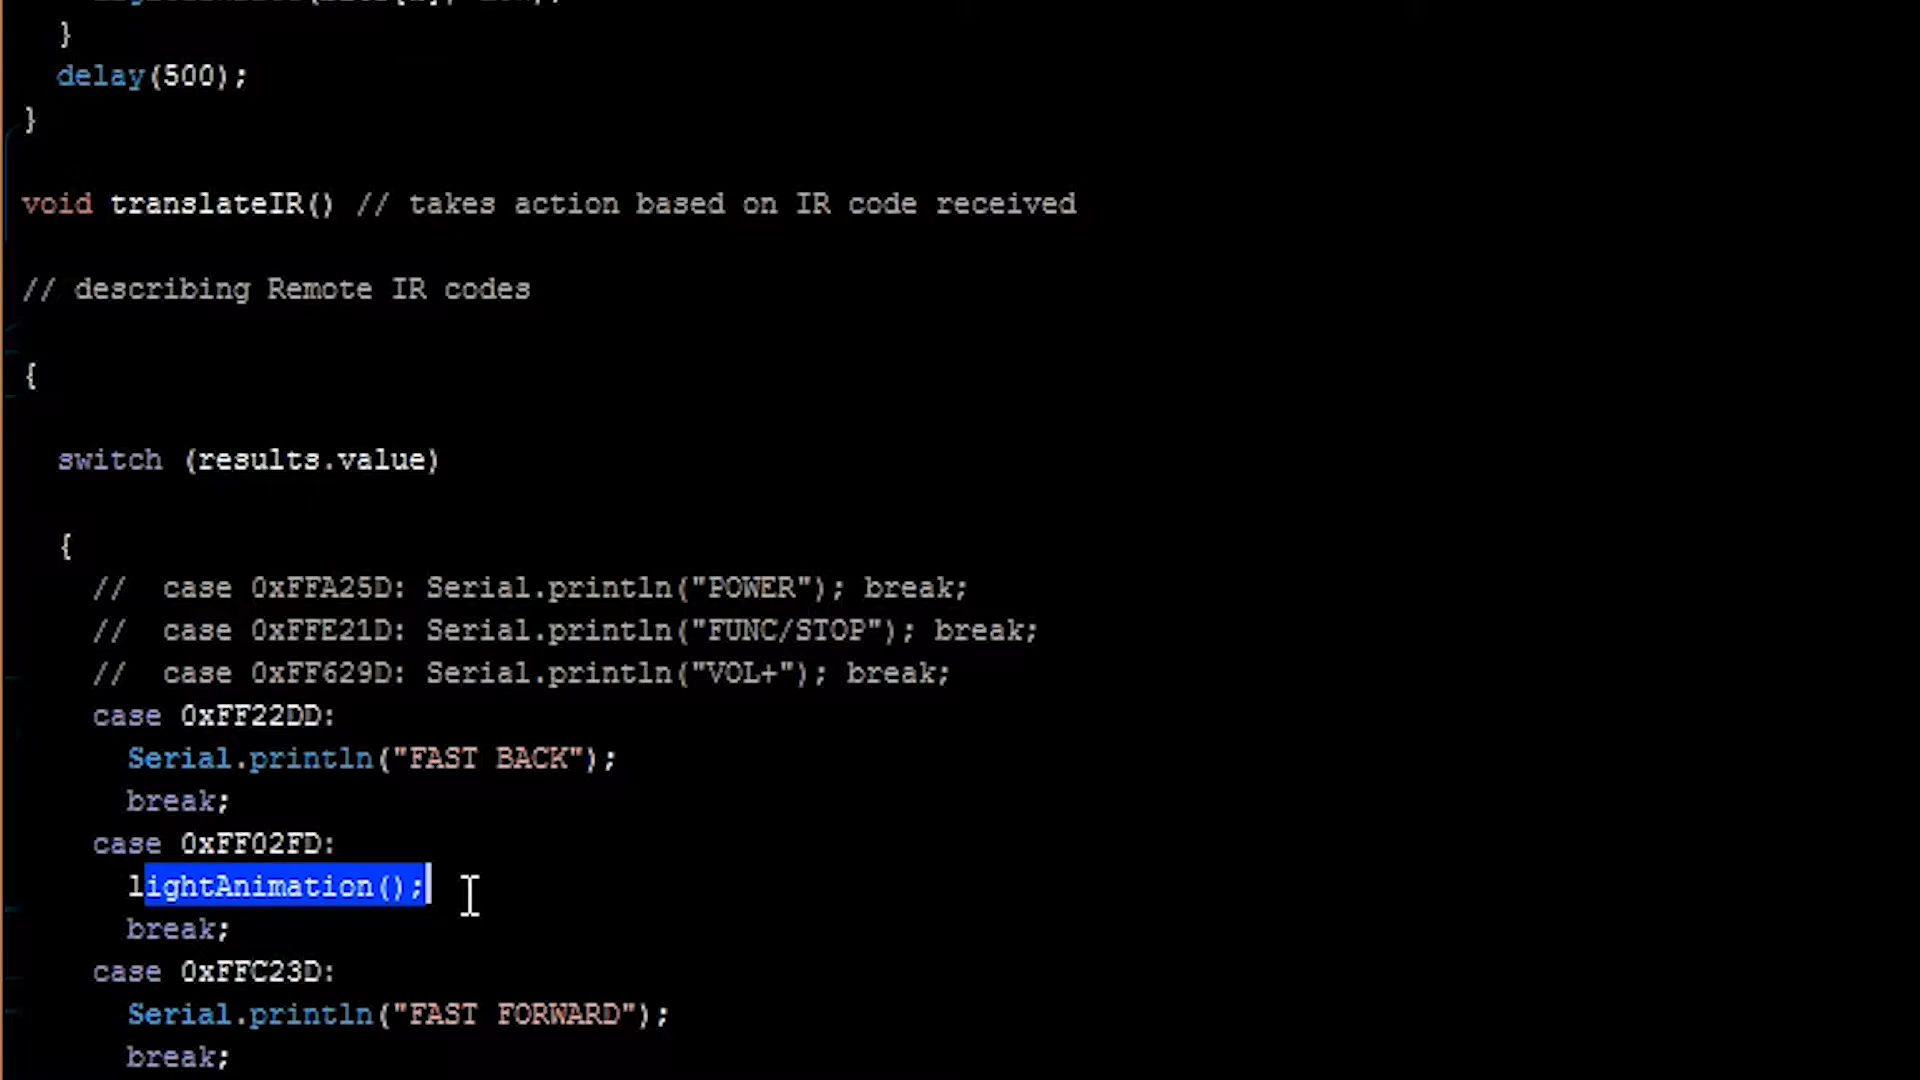 }
delay(500);
}
void translateIR() // takes action based on IR code received
// describing Remote IR codes
{
switch (results.value)
{
//  case 0xFFA25D: Serial.println("POWER"); break;
//  case 0xFFE21D: Serial.println("FUNC/STOP"); break;
//  case 0xFF629D: Serial.println("VOL+"); break;
case 0xFF22DD:
Serial.println("FAST BACK");
break;
case 0xFF02FD:
lightAnimation();
break;
case 0xFFC23D:
Serial.println("FAST FORWARD");
break;